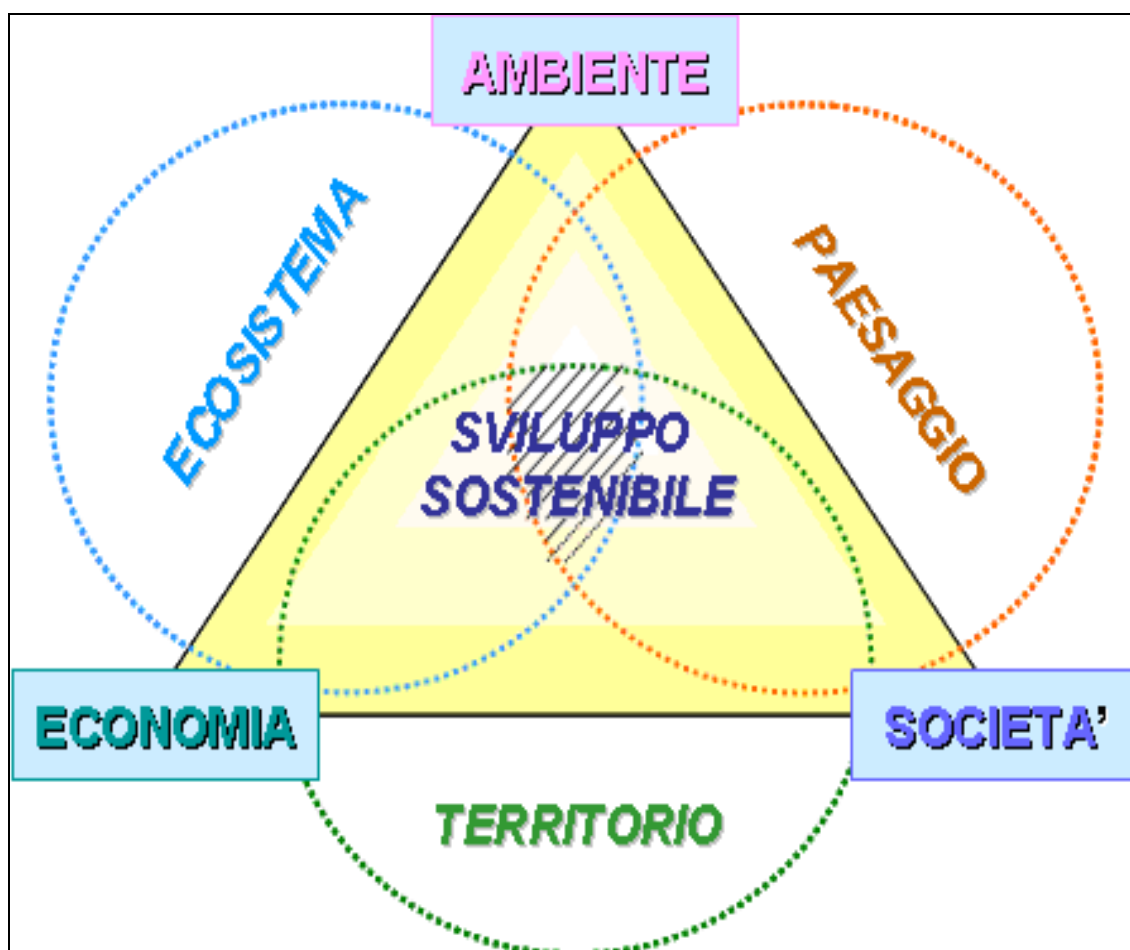 AMBIENTE
ECOSISTEMA
PAESAGGIO
SVILUPPO
SOSTENIBILE
ECONOMIA
SOCIETA’
TERRITORIO